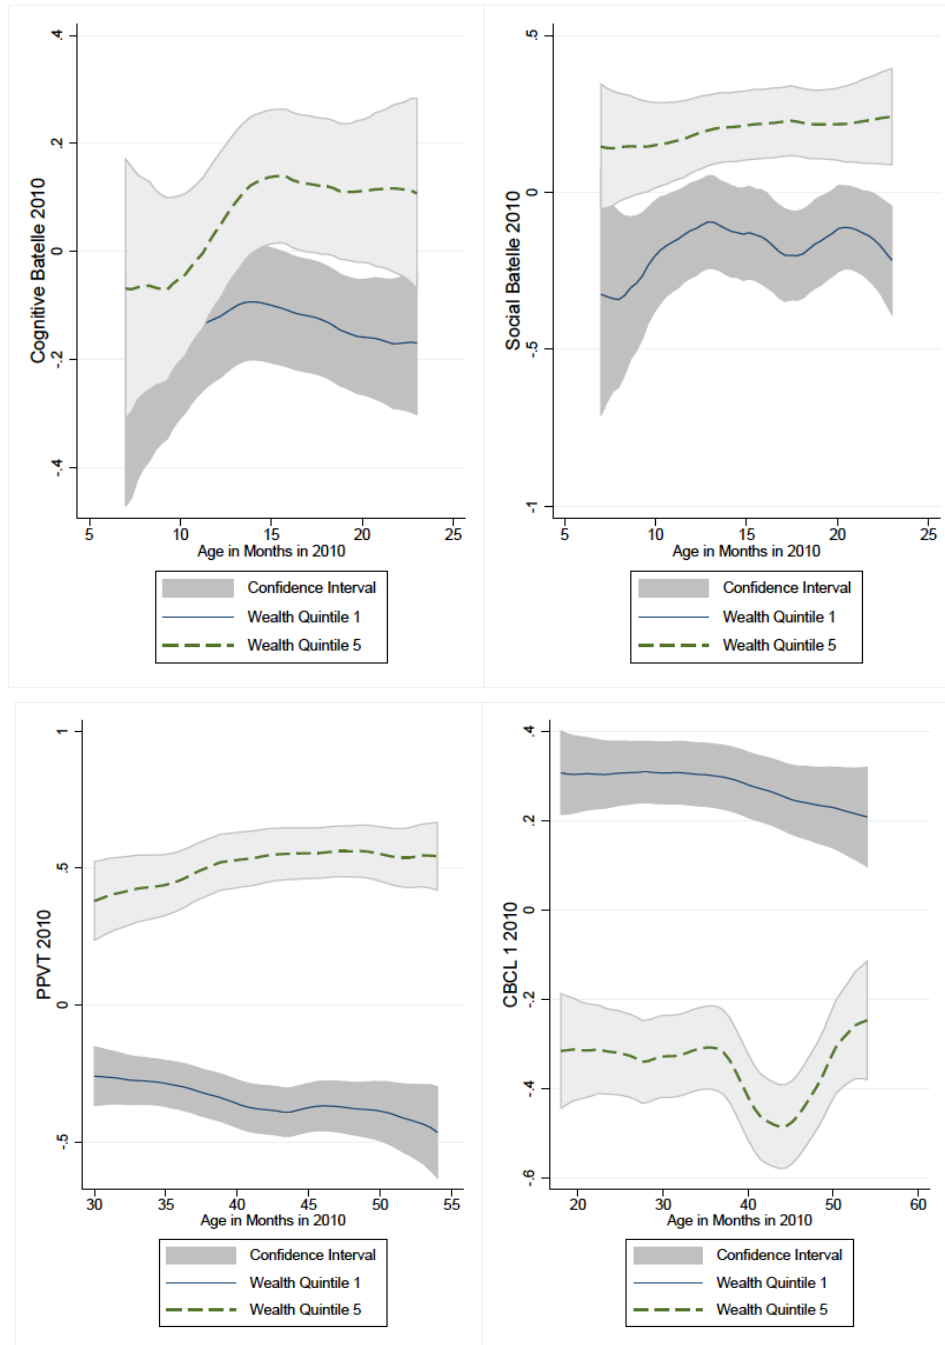 Cognitive Batelle 2010
.4
.2
0
-.2
-.4
5 10 15 20 25
Age in Months in 2010
Confidence Interval
Wealth Quintile 1
Wealth Quintile 5
Social Batelle 2010
.5
0
-.5
-1
5 10 15 20 25
Age in Months in 2010
Confidence Interval
Wealth Quintile 1
Wealth Quintile 5
PPVT 2010
1
.5
0
-.5
30 35 40 45 50 55
Age in Months in 2010
Confidence Interval
Wealth Quintile 1
Wealth Quintile 5
CBCL 1 2010
.4
.2
0
-.2
-.4
-.6
20 30 40 50 60
Age in Months in 2010
Confidence Interval
Wealth Quintile 1
Wealth Quintile 5